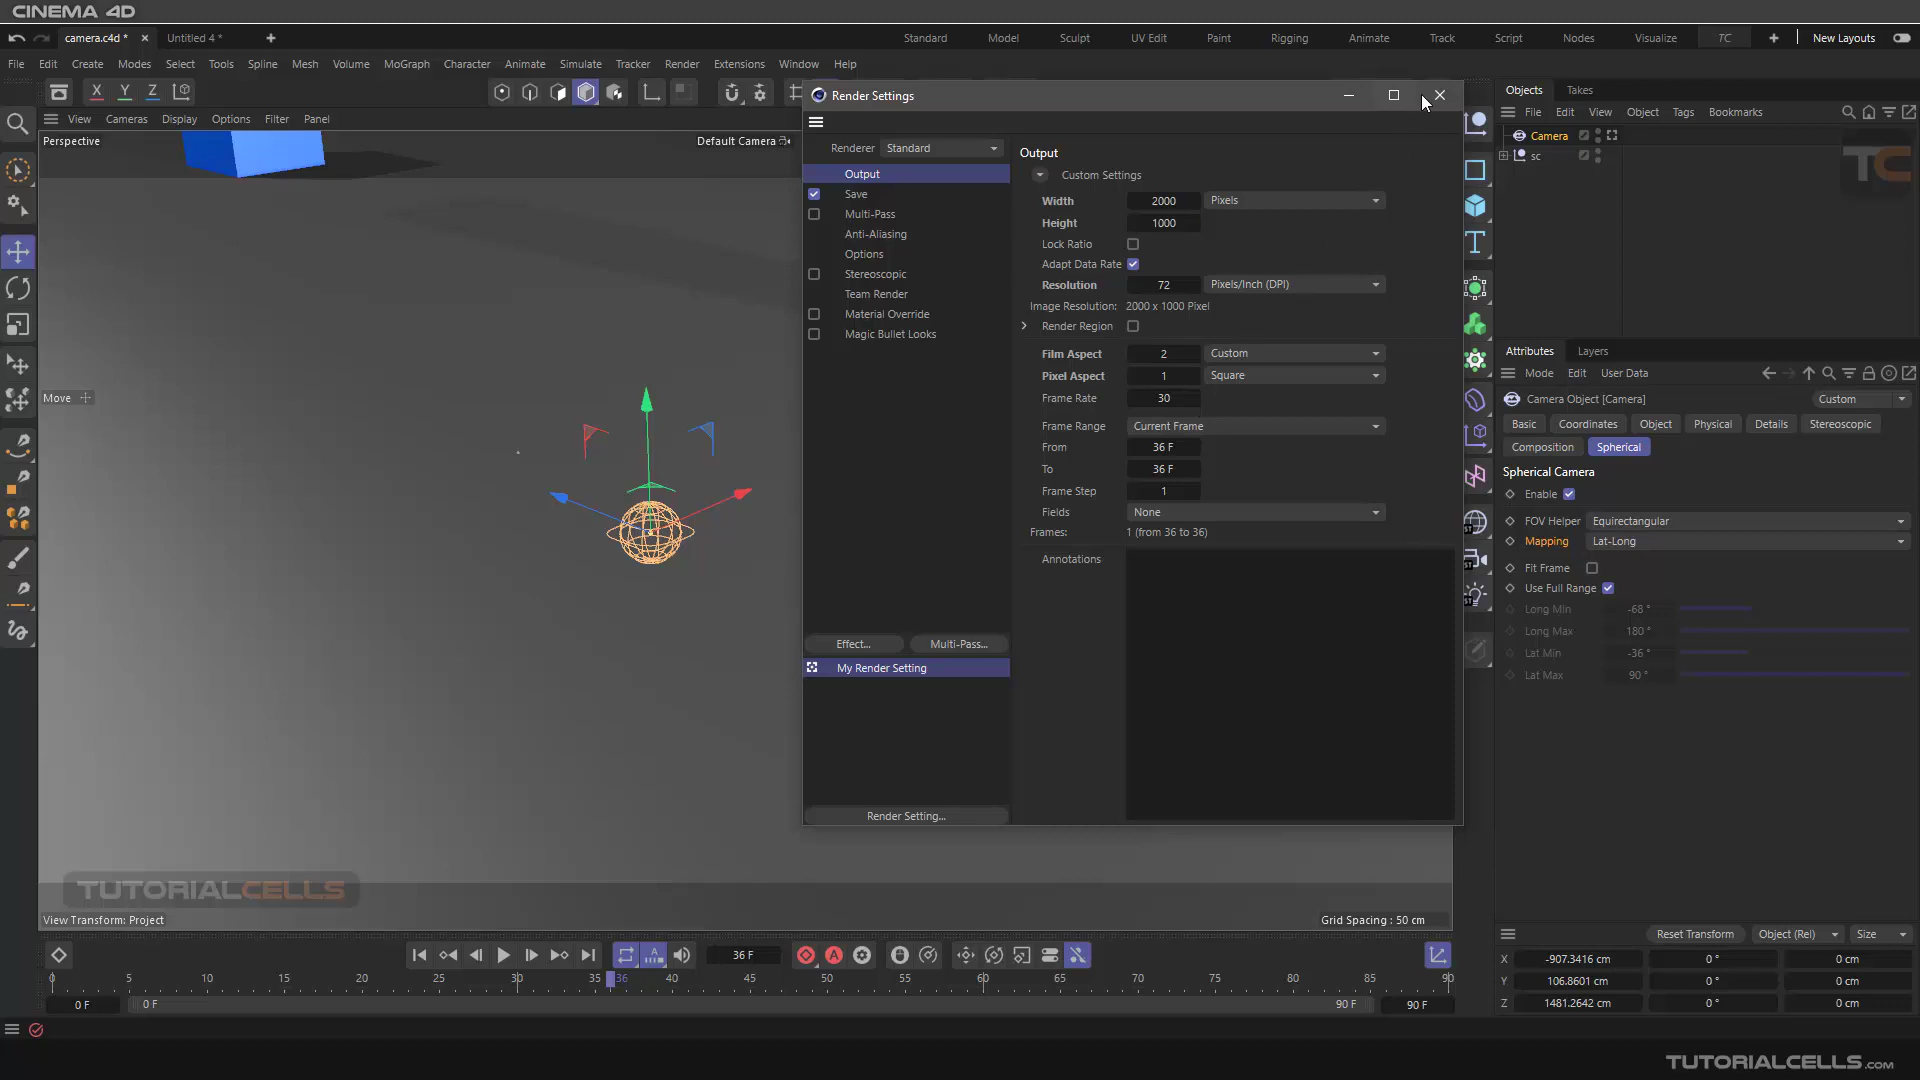 CINEMA 4D
camera.c4d *
Untitled 4 *
Standard
Model
Sculpt
UV Edit
Paint
Rigging
Animate
Track
Script
Nodes
Visualize
TC
New Layouts
File Edit Create Modes Select Tools Spline Mesh Volume MoGraph Character Animate Simulate Tracker Render Extensions Window Help
X Y Z
View Cameras Display Options Filter Panel
Perspective
Default Camera
Move
TUTORIALCELLS
View Transform: Project
Grid Spacing : 50 cm
Render Settings
Renderer Standard
Output
Save
Multi-Pass
Anti-Aliasing
Options
Stereoscopic
Team Render
Material Override
Magic Bullet Looks
Effect...
Multi-Pass...
My Render Setting
Render Setting...
Output
Custom Settings
Width 2000 Pixels
Height 1000
Lock Ratio
Adapt Data Rate
Resolution 72 Pixels/Inch (DPI)
Image Resolution: 2000 x 1000 Pixel
Render Region
Film Aspect 2 Custom
Pixel Aspect 1 Square
Frame Rate 30
Frame Range Current Frame
From 36 F
To 36 F
Frame Step 1
Fields None
Frames: 1 (from 36 to 36)
Annotations
T
ST
ST
ST
Objects Takes
File Edit View Object Tags Bookmarks
Camera
sc
TC
Attributes Layers
Mode Edit User Data
Camera Object [Camera]
Custom
Basic Coordinates Object Physical Details Stereoscopic
Composition Spherical
Spherical Camera
Enable
FOV Helper Equirectangular
Mapping Lat-Long
Fit Frame
Use Full Range
Long Min -68 °
Long Max 180 °
Lat Min -36 °
Lat Max 90 °
36 F
A
A
0 5 10 15 20 25 30 35 36 40 45 50 55 60 65 70 75 80 85 90
0 F 0 F 90 F 90 F
Reset Transform Object (Rel) Size
X -907.3416 cm 0 ° 0 cm
Y 106.8601 cm 0 ° 0 cm
Z 1481.2642 cm 0 ° 0 cm
TUTORIALCELLS.COM